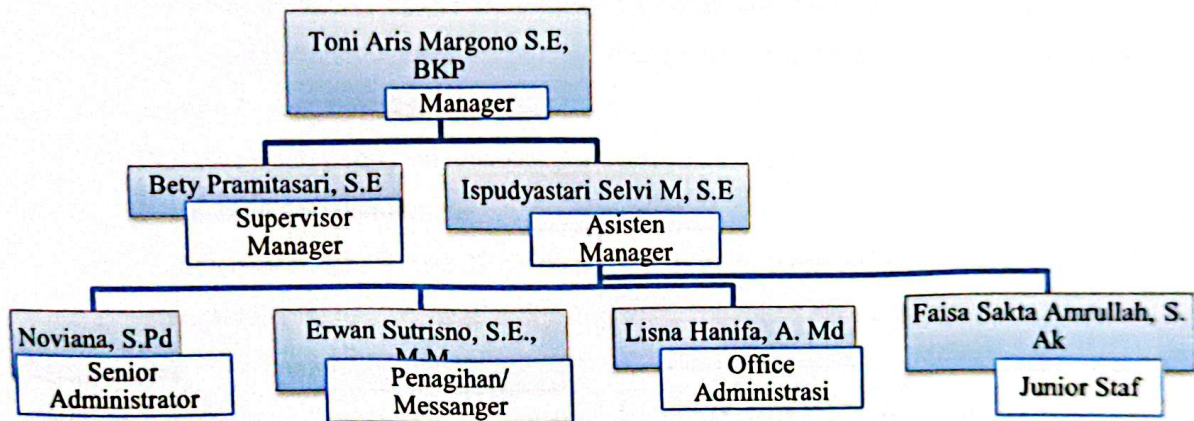 Toni Aris Margono S.E,
BKP
Manager
Bety Pramitasari, S.E
Supervisor
Manager
Ispudyastari Selvi M, S.E
Asisten
Manager
Noviana, S.Pd
Senior
Administrator
Erwan Sutrisno, S.E.,
M.M
Penagihan/
Messanger
Lisna Hanifa, A. Md
Office
Administrasi
Faisa Sakta Amrullah, S.
Ak
Junior Staf